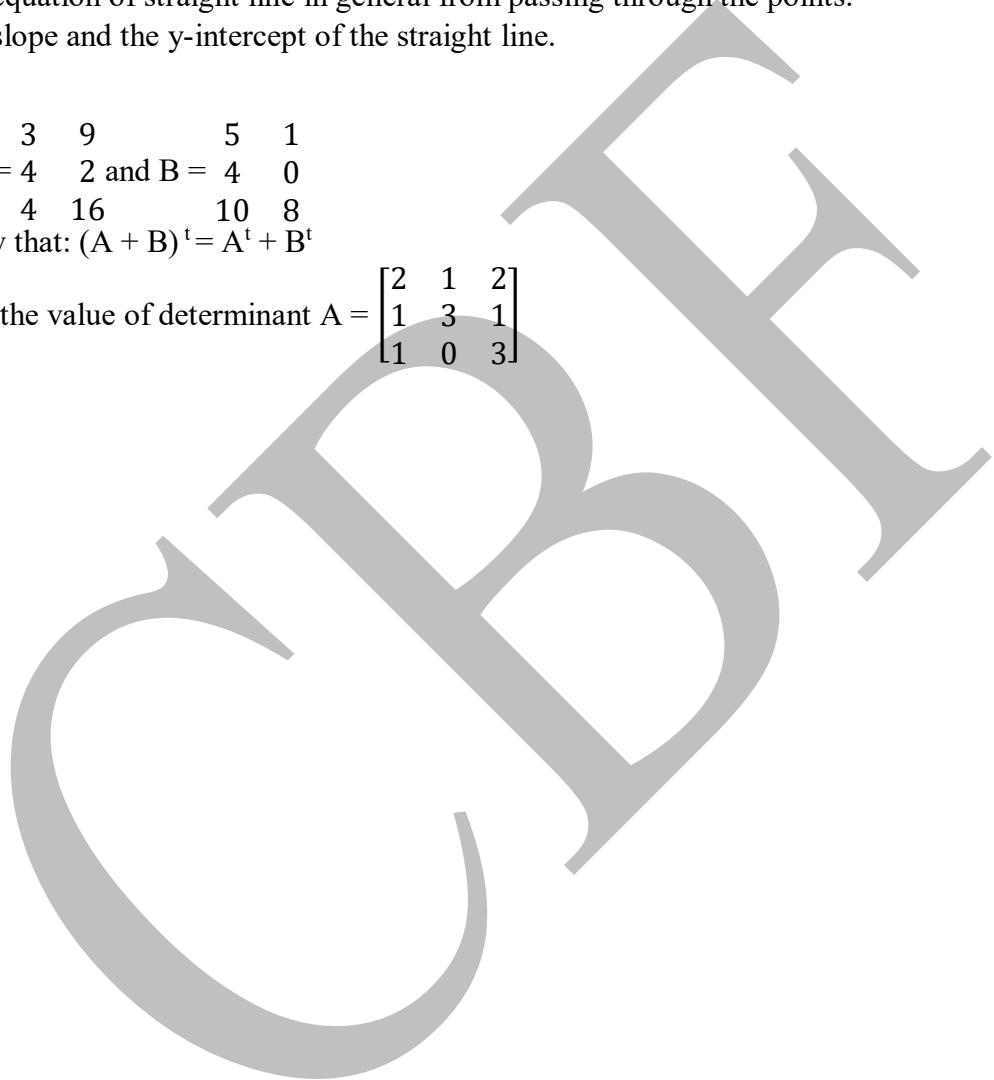 equation of straight line in general from passing through the points.
slope and the y-intercept of the straight line.
3 9 5 1
= 4 2 and B = 4 0
4 16 10 8
that: (A + B) ᵗ = Aᵗ + Bᵗ
the value of determinant A = [2 1 2
1 3 1
1 0 3]
CBF